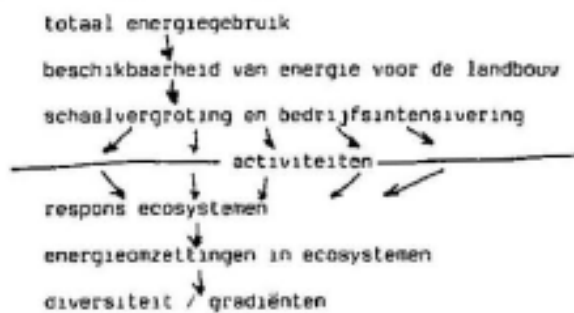 totaal energiegebruik
beschikbaarheid van energie voor de landbouw
schaalvergroting en bedrijfsintensivering
activiteiten
respons ecosystemen
energieomzettingen in ecosystemen
diversiteit / gradiënten